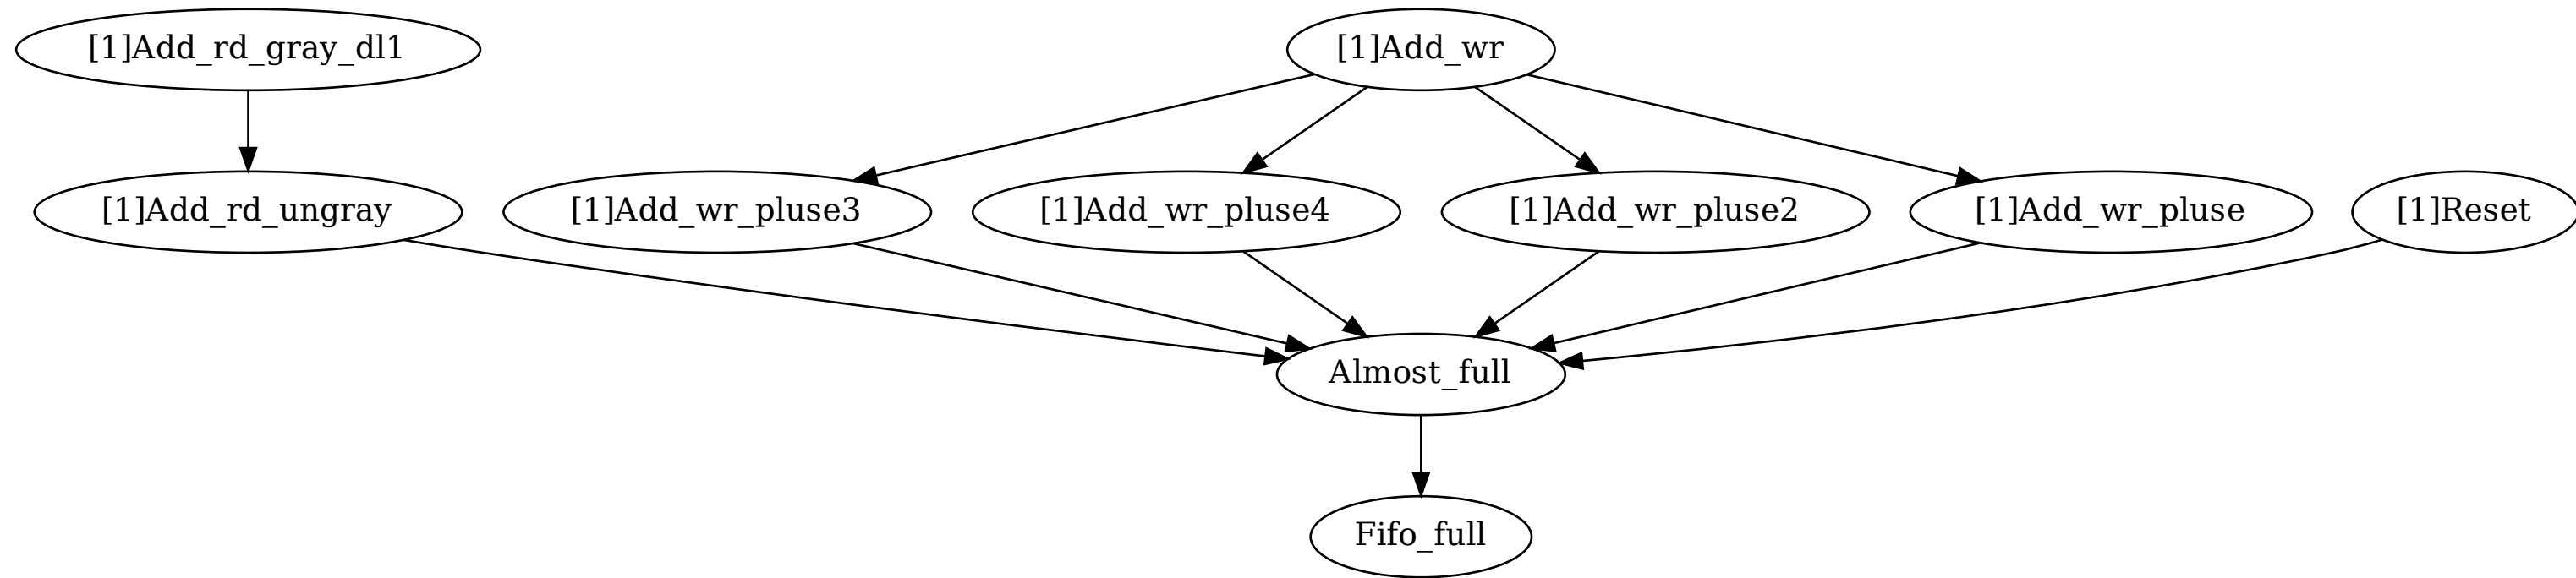 [1]Add_rd_gray_dl1
[1]Add_wr
[1]Add_rd_ungray
[1]Add_wr_pluse3
[1]Add_wr_pluse4
[1]Add_wr_pluse2
[1]Add_wr_pluse
[1]Reset
Almost_full
Fifo_full